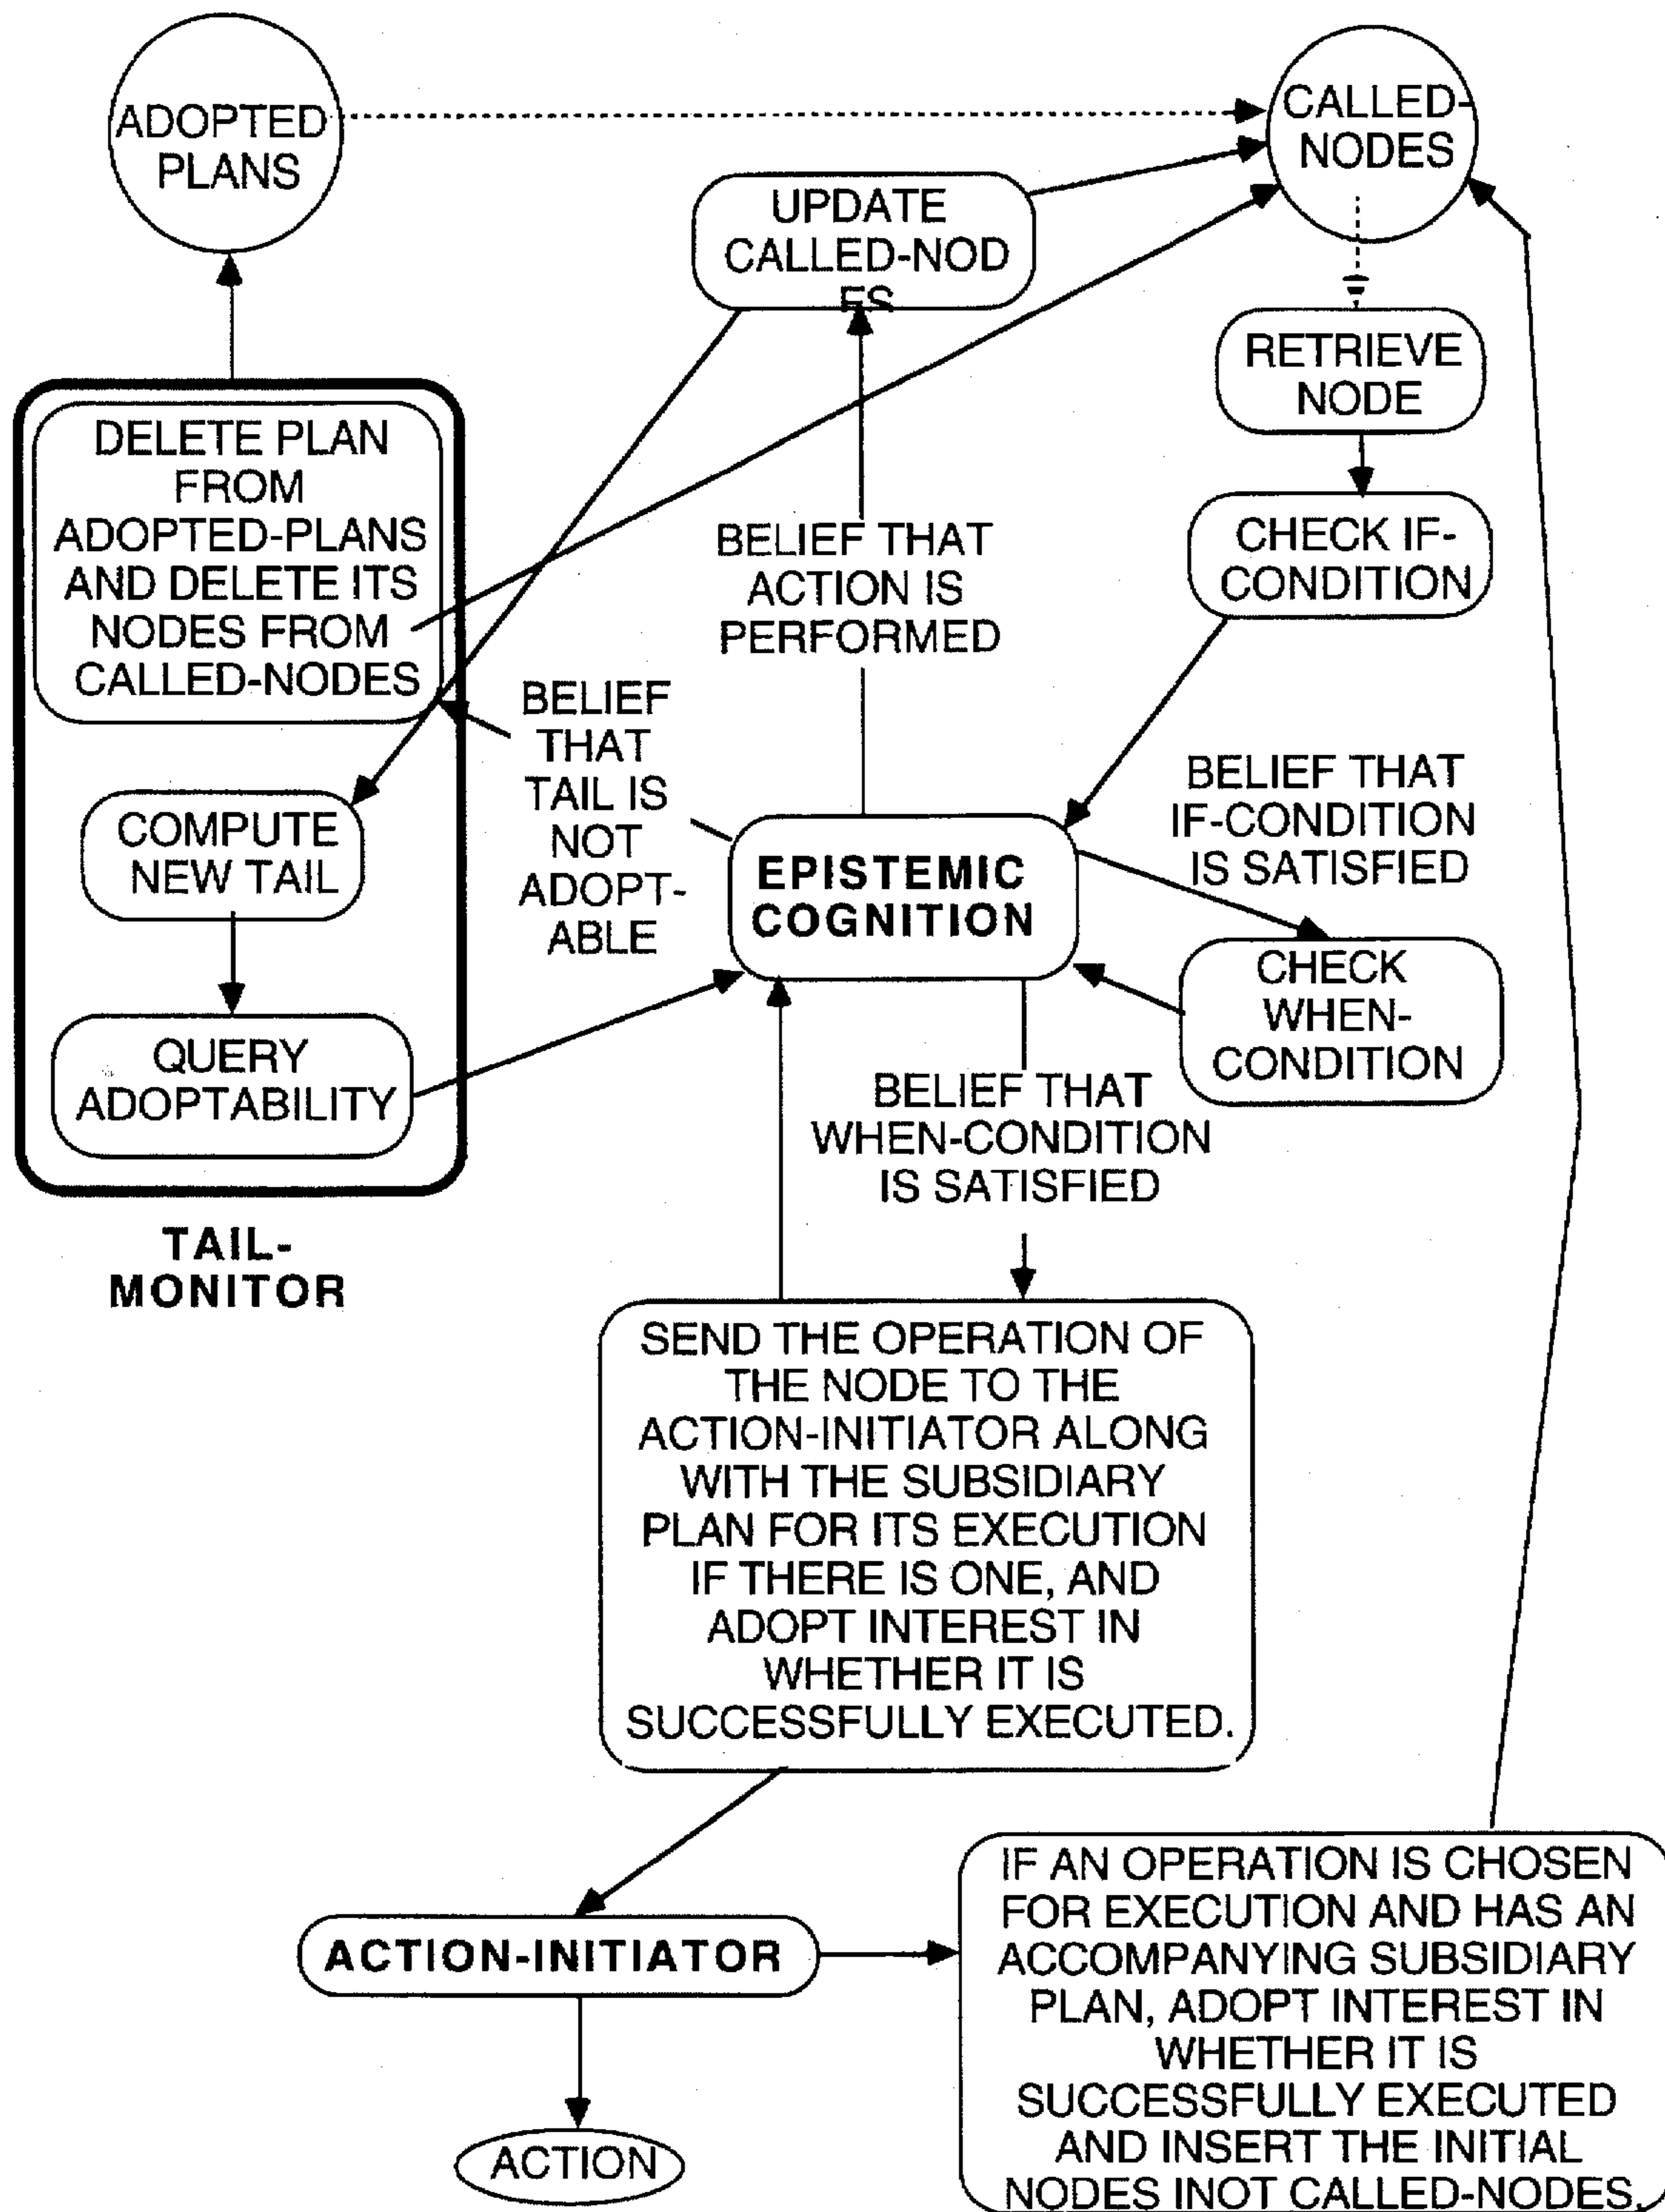 ADOPTED
PLANS
CALLED-
NODES
UPDATE
CALLED-NOD
ES
RETRIEVE
NODE
DELETE PLAN
FROM
ADOPTED-PLANS
AND DELETE ITS
NODES FROM
CALLED-NODES
CHECK IF-
CONDITION
BELIEF THAT
ACTION IS
PERFORMED
BELIEF
THAT
TAIL IS
NOT
ADOPT-
ABLE
BELIEF THAT
IF-CONDITION
IS SATISFIED
COMPUTE
NEW TAIL
EPISTEMIC
COGNITION
CHECK
WHEN-
CONDITION
QUERY
ADOPTABILITY
BELIEF THAT
WHEN-CONDITION
IS SATISFIED
TAIL-
MONITOR
SEND THE OPERATION OF
THE NODE TO THE
ACTION-INITIATOR ALONG
WITH THE SUBSIDIARY
PLAN FOR ITS EXECUTION
IF THERE IS ONE, AND
ADOPT INTEREST IN
WHETHER IT IS
SUCCESSFULLY EXECUTED.
ACTION-INITIATOR
IF AN OPERATION IS CHOSEN
FOR EXECUTION AND HAS AN
ACCOMPANYING SUBSIDIARY
PLAN, ADOPT INTEREST IN
WHETHER IT IS
SUCCESSFULLY EXECUTED
AND INSERT THE INITIAL
NODES INOT CALLED-NODES.
ACTION